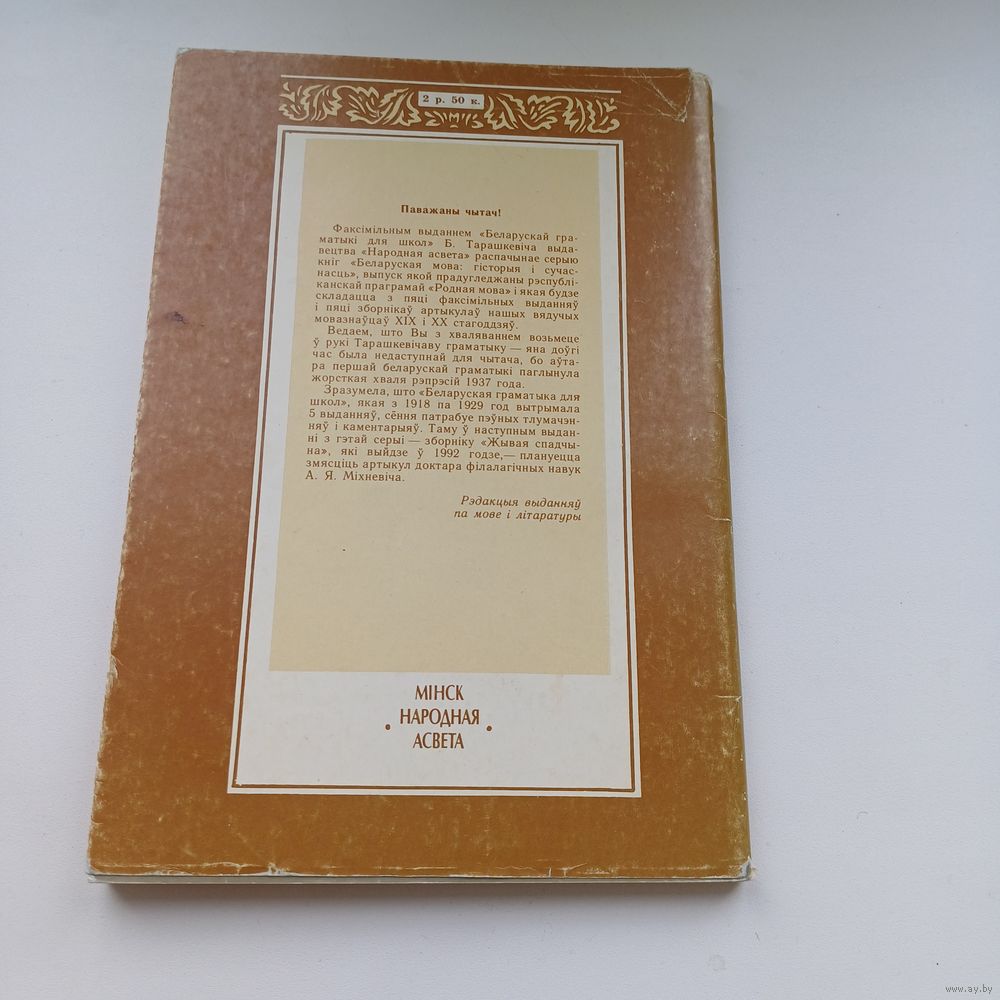 2 р. 50 к.
Паважаны чытач!
Факсімільным выданнем «Беларускай гра-
матыкі для школ» Б. Тарашкевіча выда-
вецтва «Народная асвета» распачынае серыю
кніг «Беларуская мова: гісторыя і сучас-
насць», выпуск якой прадугледжаны рэспублі-
канскай праграмай «Родная мова» і якая будзе
складацца з пяці факсімільных выданняў
і пяці зборнікаў артыкулаў нашых вядучых
мовазнаўцаў XIX і XX стагоддзяў.
Ведаем, што Вы з хваляваннем возьмеце
ў рукі Тарашкевічаву граматыку — яна доўгі
час была недаступнай для чытача, бо аўта-
ра першай беларускай граматыкі паглынула
жорсткая хваля рэпрэсій 1937 года.
Зразумела, што «Беларуская граматыка для
школ», якая з 1918 па 1929 год вытрымала
5 выданняў, сёння патрабуе пэўных тлумачэн-
няў і каментарыяў. Таму ў наступным выдан-
ні з гэтай серыі — зборніку «Жывая спадчы-
на», які выйдзе ў 1992 годзе,— плануецца
змясціць артыкул доктара філалагічных навук
А. Я. Міхневіча.
Рэдакцыя выданняў
па мове і літаратуры
МІНСК
• НАРОДНАЯ •
АСВЕТА
www.ay.by